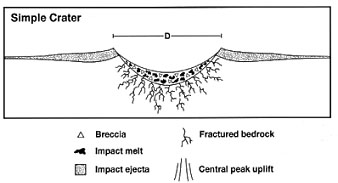 Simple Crater
D
Breccia
Fractured bedrock
Impact melt
Impact ejecta
Central peak uplift